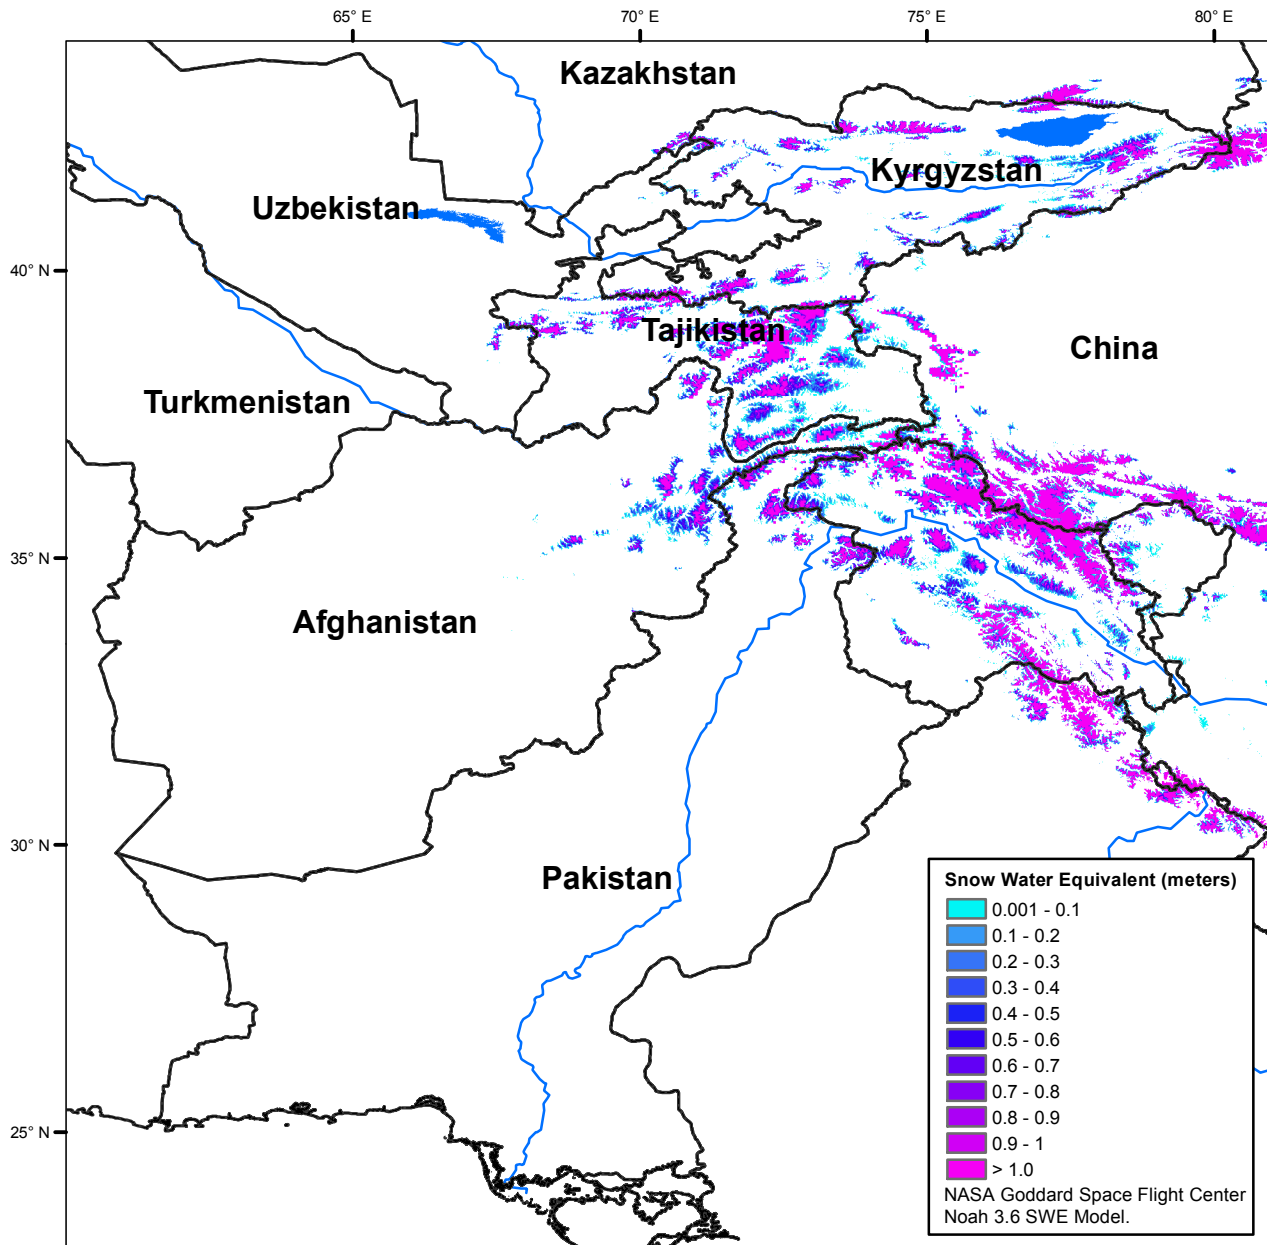 65° E
70° E
75° E
80° E
Kazakhstan
Kyrgyzstan
Uzbekistan
40° N
Tajikistan
China
Turkmenistan
35° N
Afghanistan
30° N
Pakistan
25° N
Snow Water Equivalent (meters)
0.001 - 0.1
0.1 - 0.2
0.2 - 0.3
0.3 - 0.4
0.4 - 0.5
0.5 - 0.6
0.6 - 0.7
0.7 - 0.8
0.8 - 0.9
0.9 - 1
> 1.0
NASA Goddard Space Flight Center
Noah 3.6 SWE Model.